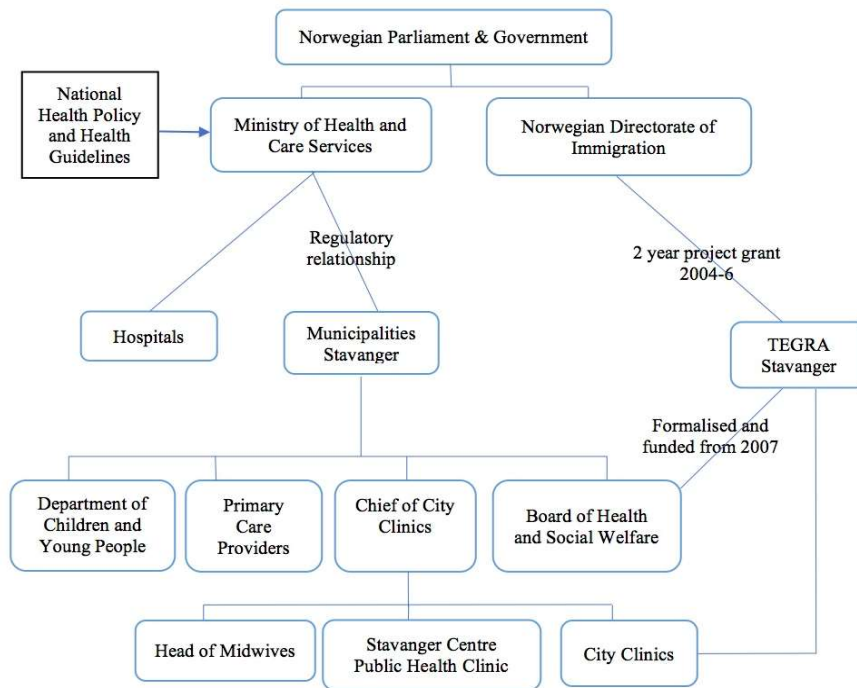 Norwegian Parliament & Government
National
Health Policy
and Health
Guidelines
Ministry of Health and
Care Services
Norwegian Directorate of
Immigration
Regulatory
relationship
2 year project grant
2004-6
Hospitals
Municipalities
Stavanger
TEGRA
Stavanger
Formalised and
funded from 2007
Department of
Children and
Young People
Primary
Care
Providers
Chief of City
Clinics
Board of Health
and Social Welfare
Head of Midwives
Stavanger Centre
Public Health Clinic
City Clinics